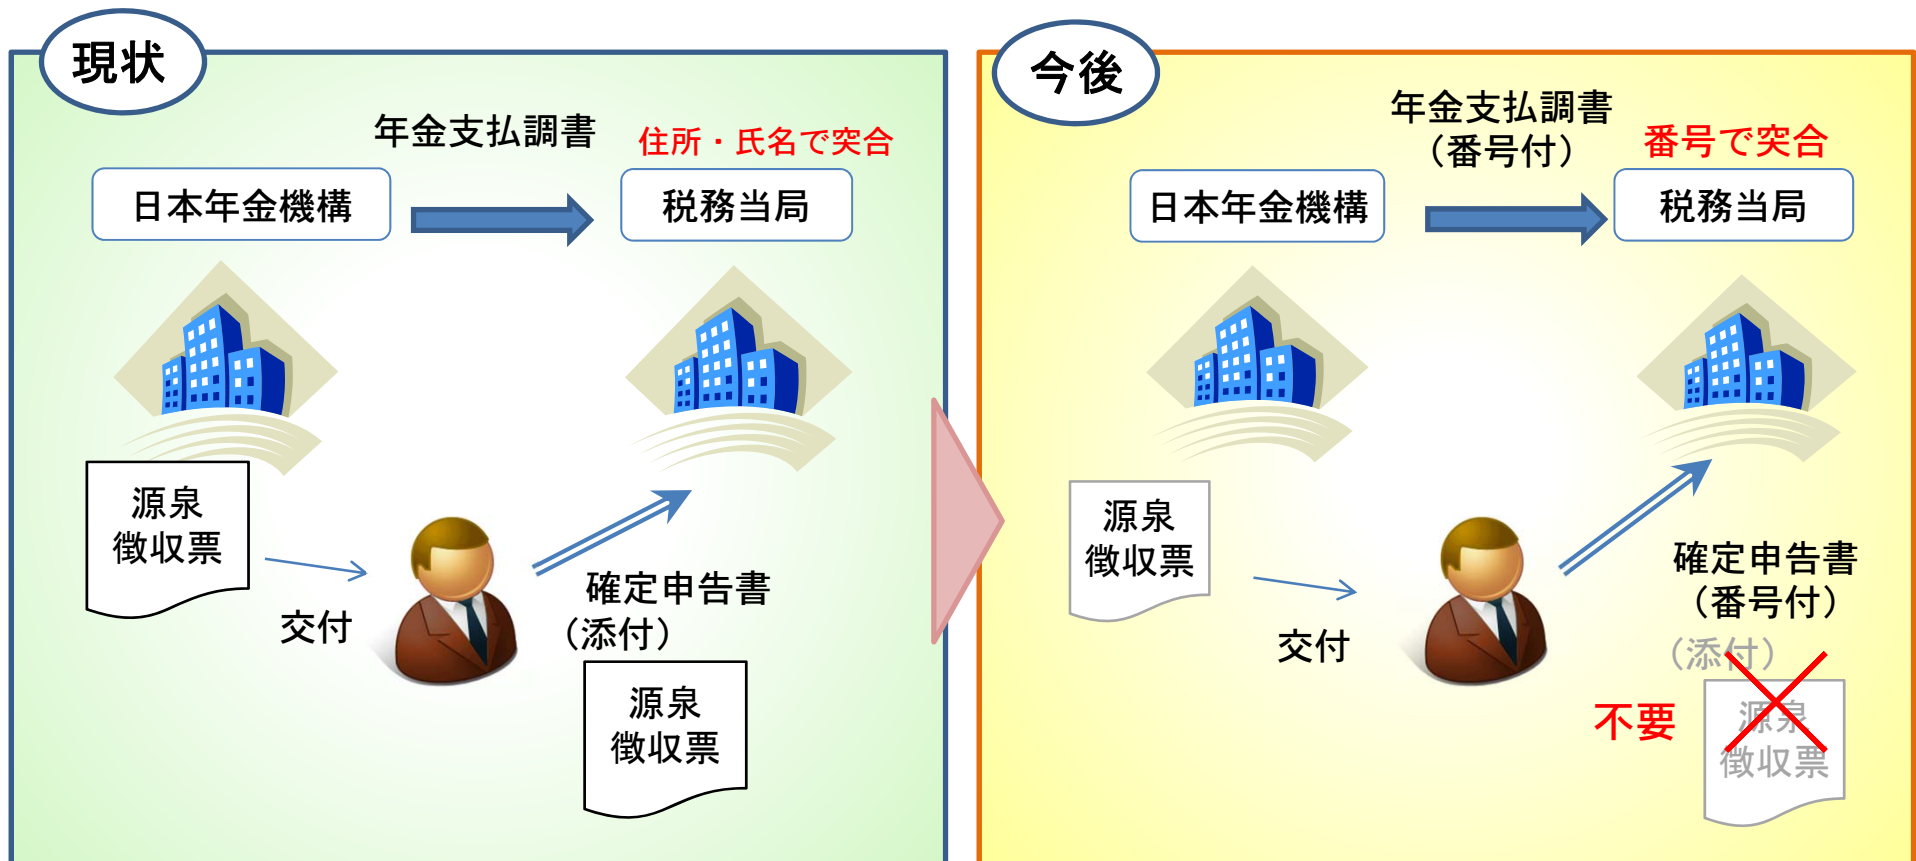 現状
年金支払調書
住所・氏名で突合
日本年金機構
税務当局
源泉
徴収票
交付
確定申告書
（添付）
源泉
徴収票
今後
年金支払調書
（番号付）
番号で突合
日本年金機構
税務当局
源泉
徴収票
交付
確定申告書
（番号付）
（添付）
不要
源泉
徴収票